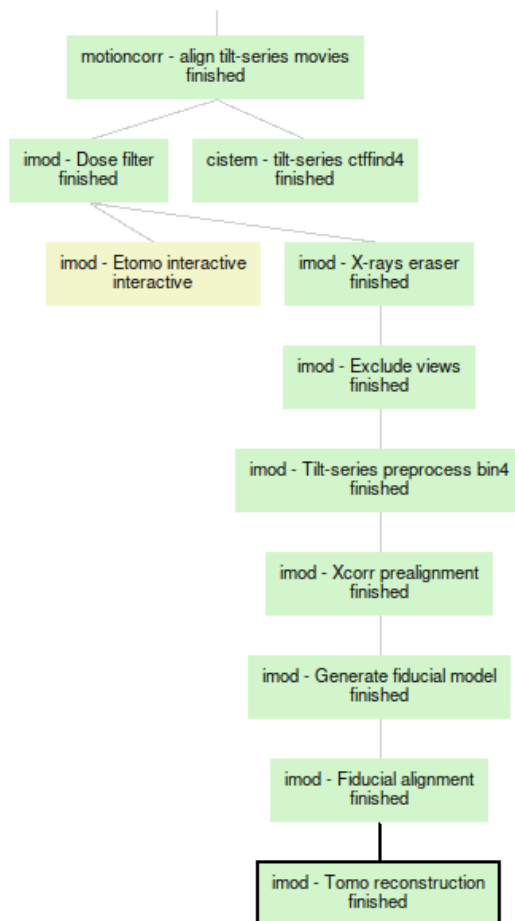 motioncorr - align tilt-series movies
finished
imod - Dose filter
finished
cistem - tilt-series ctffind4
finished
imod - Etomo interactive
interactive
imod - X-rays eraser
finished
imod - Exclude views
finished
imod - Tilt-series preprocess bin4
finished
imod - Xcorr prealignment
finished
imod - Generate fiducial model
finished
imod - Fiducial alignment
finished
imod - Tomo reconstruction
finished